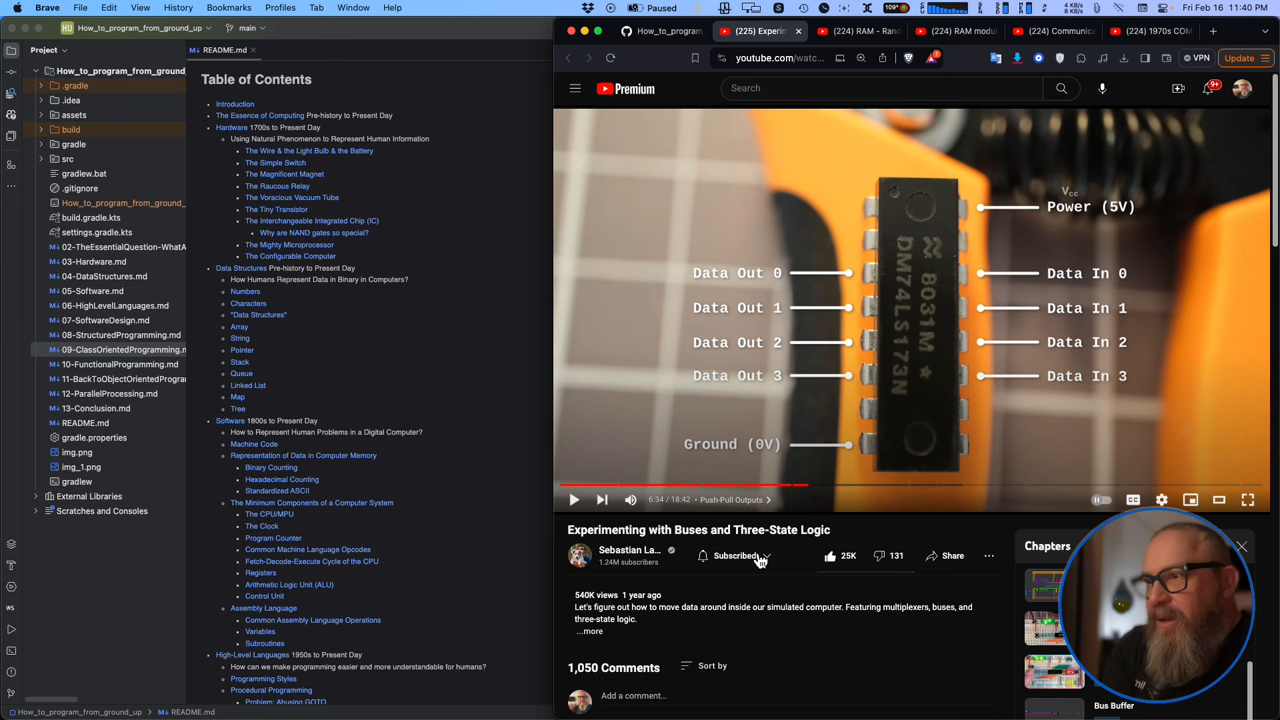 Brave File Edit View History Bookmarks Profiles Tab Window Help
Paused
109°
Fri Feb 16 11:40 PM
HU How_to_program_from_ground_up
main
Project
How_to_program_from_ground_
.gradle
.idea
assets
build
gradle
src
gradlew.bat
.gitignore
How_to_program_from_ground_
build.gradle.kts
settings.gradle.kts
02-TheEssentialQuestion-WhatA
03-Hardware.md
04-DataStructures.md
05-Software.md
06-HighLevelLanguages.md
07-SoftwareDesign.md
08-StructuredProgramming.md
09-ClassOrientedProgramming.m
10-FunctionalProgramming.md
11-BackToObjectOrientedProgra
12-ParallelProcessing.md
13-Conclusion.md
README.md
gradle.properties
img.png
img_1.png
gradlew
External Libraries
Scratches and Consoles
How_to_program_from_ground_up > README.md
README.md
Table of Contents
Introduction
The Essence of Computing Pre-history to Present Day
Hardware 1700s to Present Day
Using Natural Phenomenon to Represent Human Information
The Wire & the Light Bulb & the Battery
The Simple Switch
The Magnificent Magnet
The Raucous Relay
The Voracious Vacuum Tube
The Tiny Transistor
The Interchangeable Integrated Chip (IC)
Why are NAND gates so special?
The Mighty Microprocessor
The Configurable Computer
Data Structures Pre-history to Present Day
How Humans Represent Data in Binary in Computers?
Numbers
Characters
"Data Structures"
Array
String
Pointer
Stack
Queue
Linked List
Map
Tree
Software 1800s to Present Day
How to Represent Human Problems in a Digital Computer?
Machine Code
Representation of Data in Computer Memory
Binary Counting
Hexadecimal Counting
Standardized ASCII
The Minimum Components of a Computer System
The CPU/MPU
The Clock
Program Counter
Common Machine Language Opcodes
Fetch-Decode-Execute Cycle of the CPU
Registers
Arithmetic Logic Unit (ALU)
Control Unit
Assembly Language
Common Assembly Language Operations
Variables
Subroutines
High-Level Languages 1950s to Present Day
How can we make programming easier and more understandable for humans?
Programming Styles
Procedural Programming
Problem: Abusing GOTO
How_to_program_
(225) Experim
(224) RAM - Ran
(224) RAM modu
(224) Communica
(224) 1970s COM
youtube.com/watc...
1
VPN
Update
Premium
Search
9+
Vcc
Power (5V)
Data Out 0
Data In 0
Data Out 1
Data In 1
Data Out 2
Data In 2
Data Out 3
Data In 3
Ground (0V)
8031M
DM74LS173N
6:34 / 18:42 • Push-Pull Outputs >
CC
Experimenting with Buses and Three-State Logic
Sebastian La...
1.24M subscribers
Subscribed
25K
131
Share
540K views 1 year ago
Let's figure out how to move data around inside our simulated computer. Featuring multiplexers, buses, and
three-state logic.
...more
1,050 Comments
Sort by
Add a comment...
Chapters
Bus Buffer